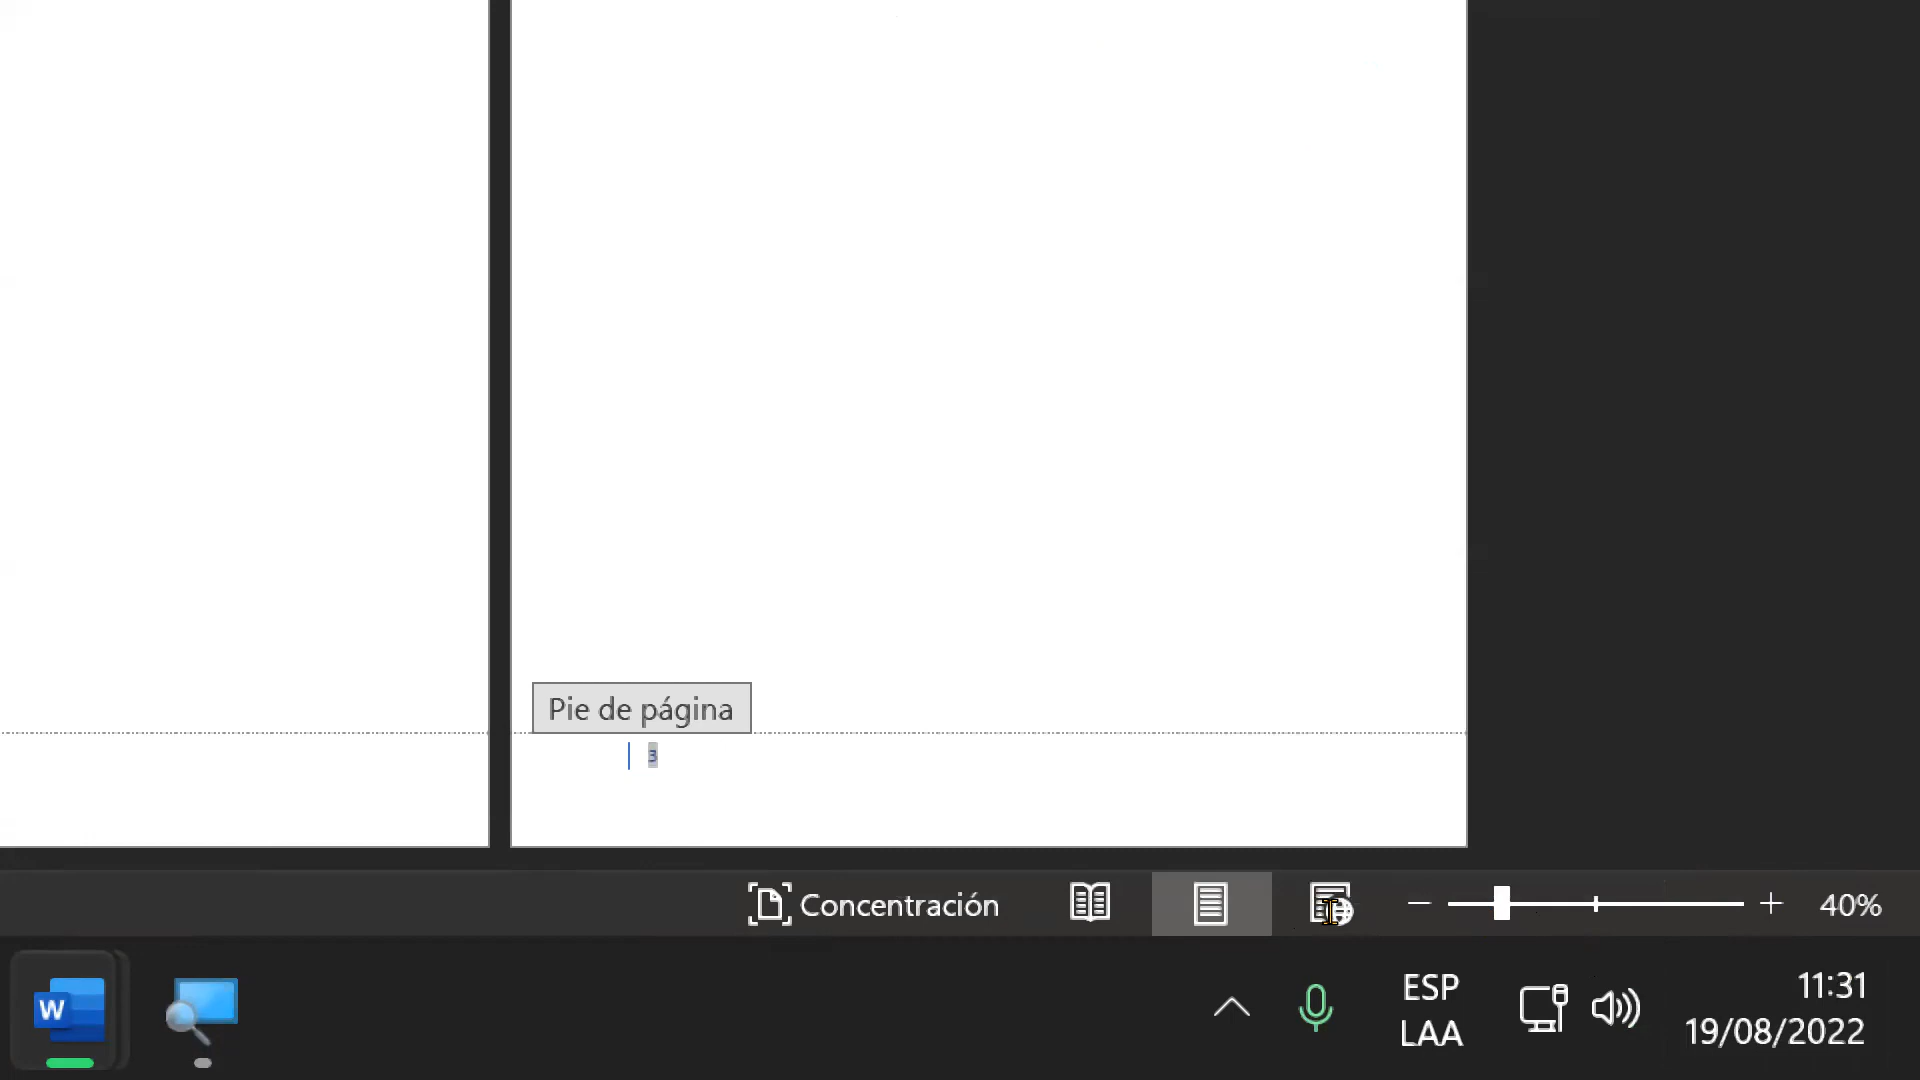 Pie de página
3
Concentración
40%
W
ESP
LAA
11:31
19/08/2022